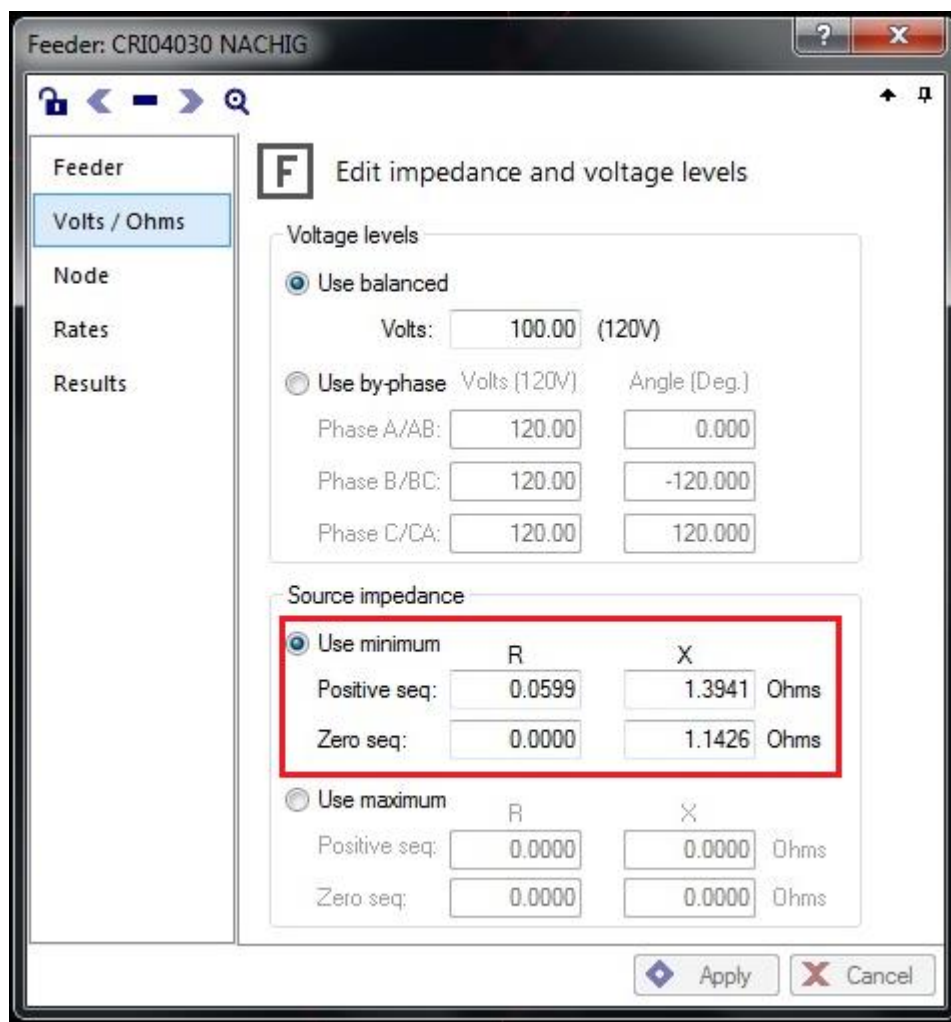 Feeder: CRI04030 NACHIG
?
X
Feeder
Volts / Ohms
Node
Rates
Results
F Edit impedance and voltage levels
Voltage levels
Use balanced
Volts: 100.00 (120V)
Use by-phase Volts (120V) Angle (Deg.)
Phase A/AB: 120.00 0.000
Phase B/BC: 120.00 -120.000
Phase C/CA: 120.00 120.000
Source impedance
Use minimum R X
Positive seq: 0.0599 1.3941 Ohms
Zero seq: 0.0000 1.1426 Ohms
Use maximum R X
Positive seq: 0.0000 0.0000 Ohms
Zero seq: 0.0000 0.0000 Ohms
Apply X Cancel